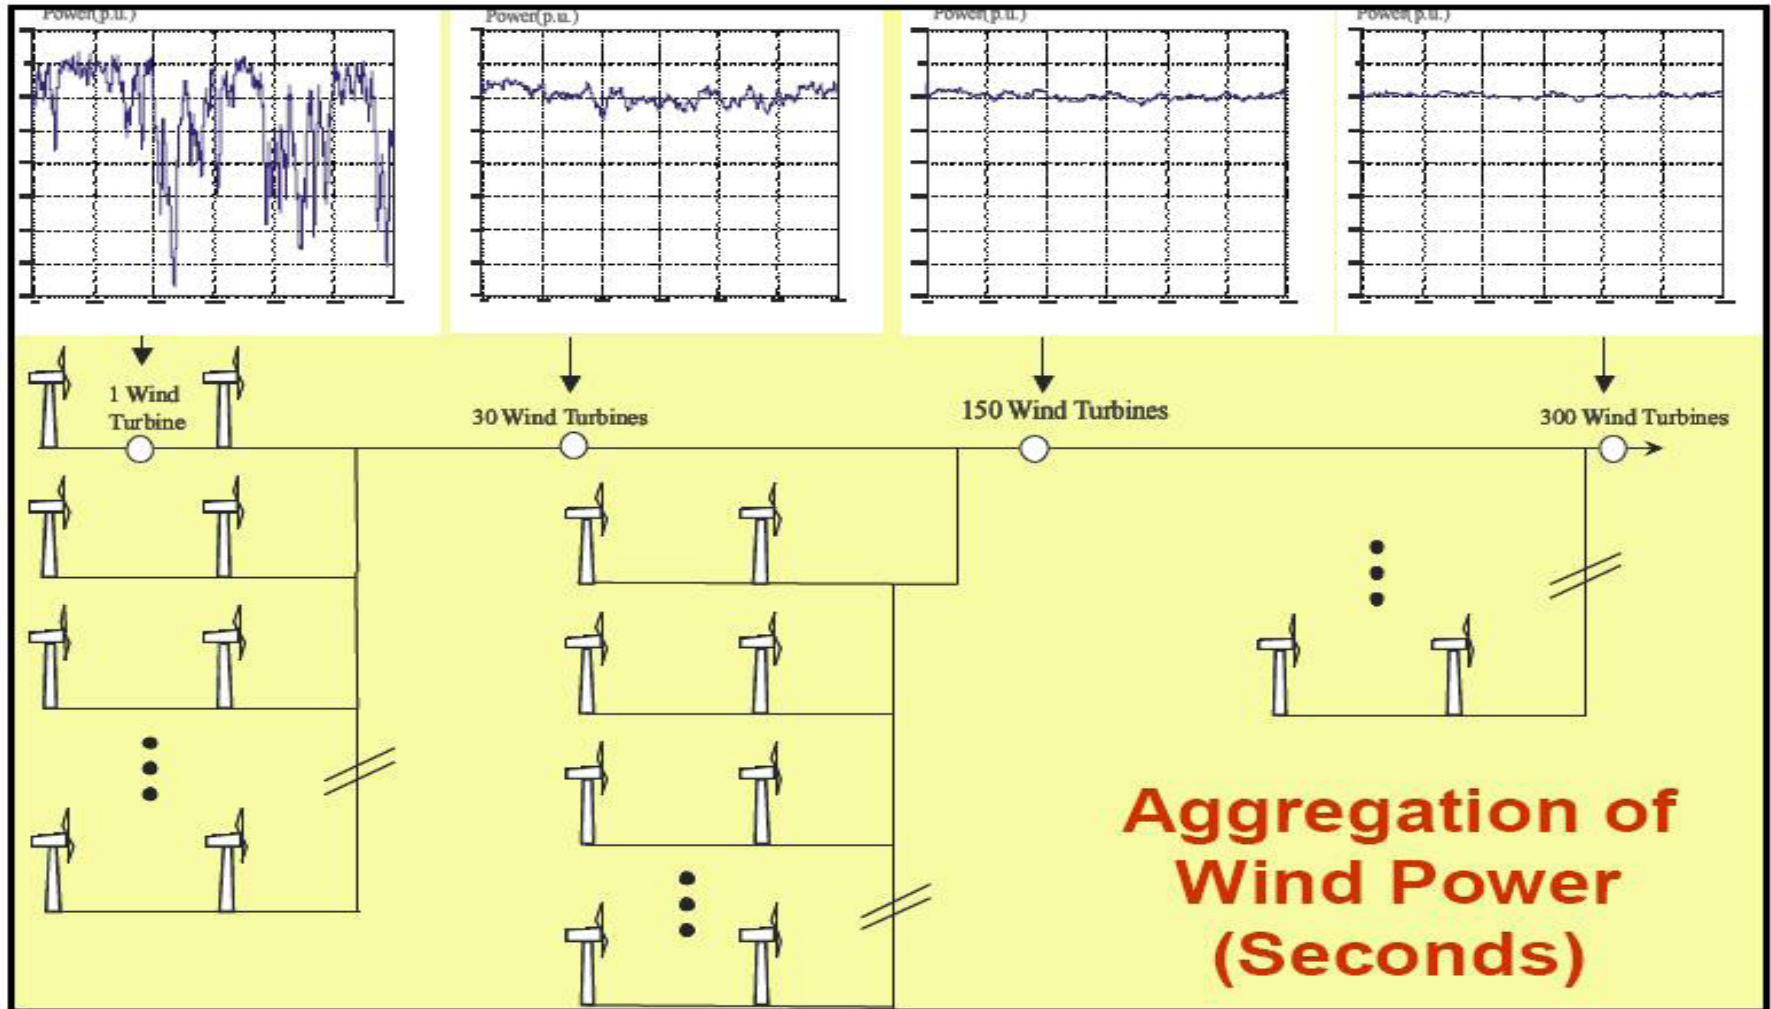 Power(p.u.)
Power(p.u.)
Power(p.u.)
Power(p.u.)
1 Wind
Turbine
30 Wind Turbines
150 Wind Turbines
300 Wind Turbines
Aggregation of
Wind Power
(Seconds)